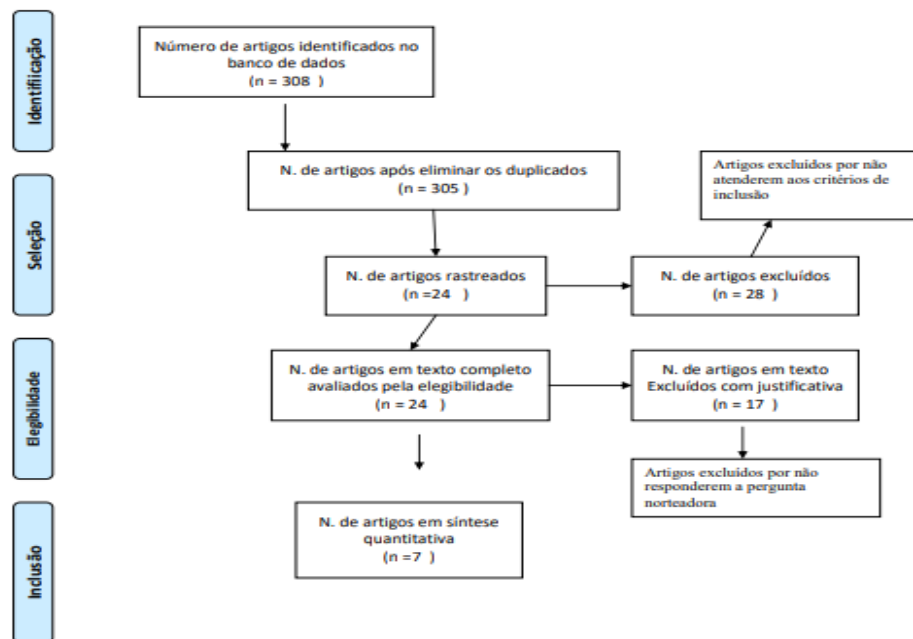 Identifiicação
Número de artigos identificados no
banco de dados
(n = 308 )
N. de artigos após eliminar os duplicados
(n = 305 )
Artigos excluídos por não
atenderem aos critérios de
inclusão
Seleção
N. de artigos rastreados
(n =24 )
N. de artigos excluídos
(n = 28 )
Elegibilidade
N. de artigos em texto completo
avaliados pela elegibilidade
(n = 24 )
N. de artigos em texto
Excluídos com justificativa
(n = 17 )
Artigos excluídos por não
responderem a pergunta
norteadora
Inclusão
N. de artigos em síntese
quantitativa
(n =7 )